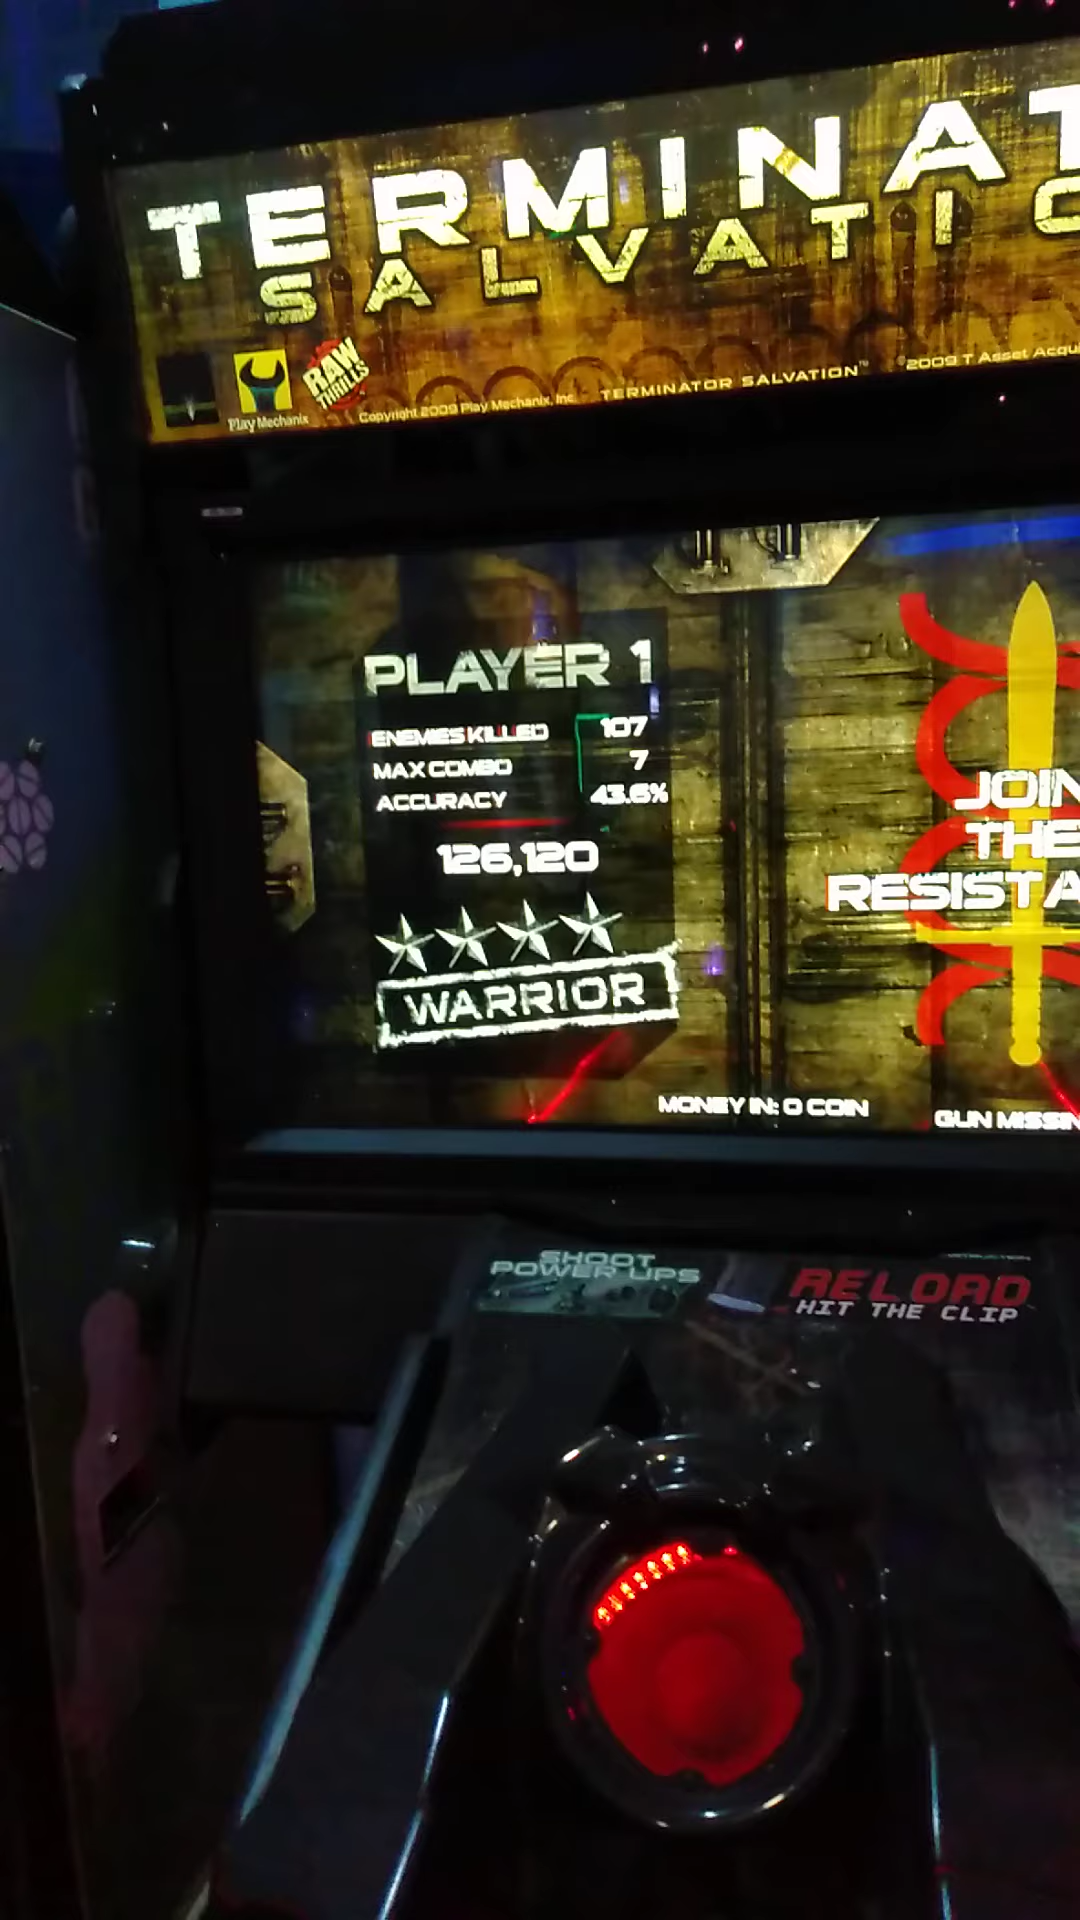 TERMINAT
SALVATIO
RAW
THRILLS
Play Mechanix
Copyright 2009 Play Mechanix, Inc.
TERMINATOR SALVATION™
©2009 T Asset Acqui
PLAYER 1
ENEMIES KILLED 107
MAX COMBO 7
ACCURACY 43.6%
126,120
WARRIOR
JOIN
THE
RESISTA
MONEY IN: 0 COIN
GUN MISSIN
SHOOT
POWER UPS
RELOAD
HIT THE CLIP